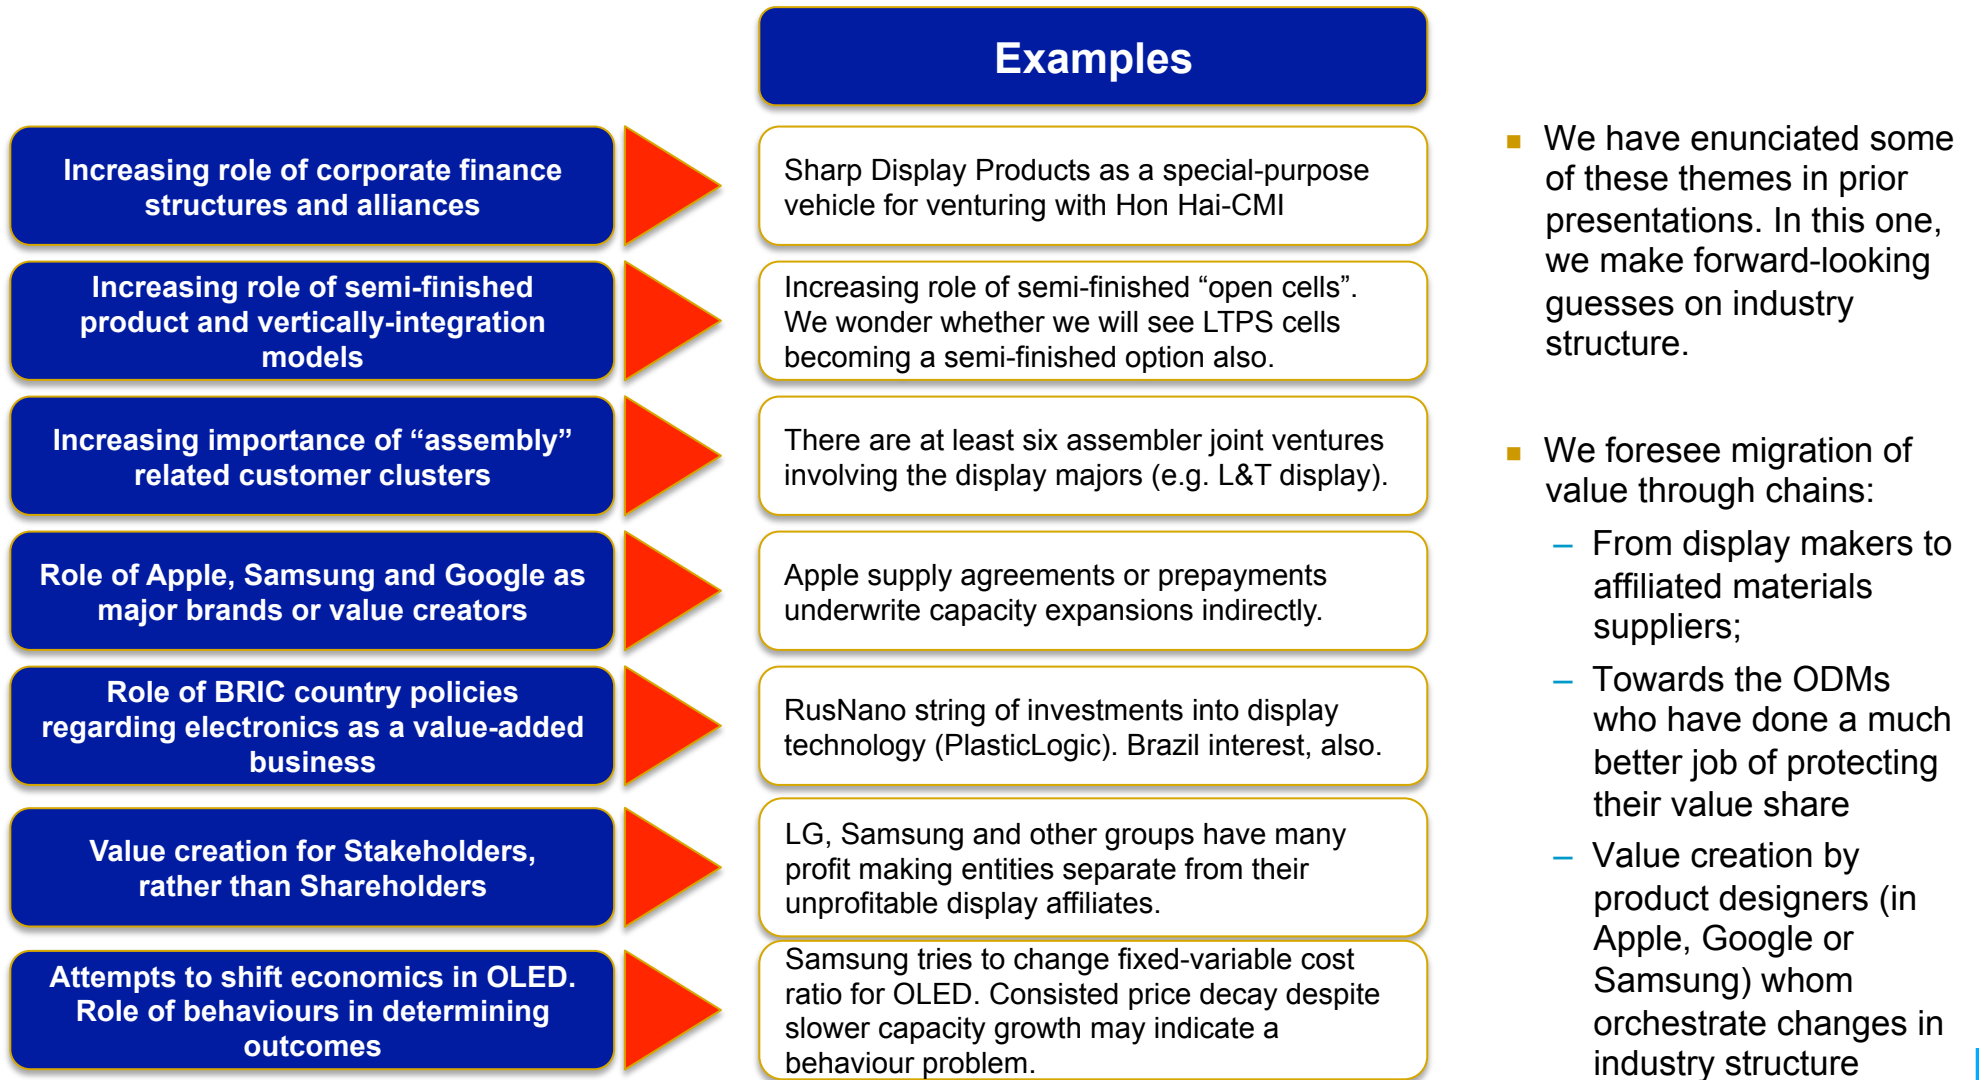 Examples
Increasing role of corporate finance
structures and alliances
Sharp Display Products as a special-purpose
vehicle for venturing with Hon Hai-CMI
Increasing role of semi-finished
product and vertically-integration
models
Increasing role of semi-finished “open cells”.
We wonder whether we will see LTPS cells
becoming a semi-finished option also.
Increasing importance of “assembly”
related customer clusters
There are at least six assembler joint ventures
involving the display majors (e.g. L&T display).
Role of Apple, Samsung and Google as
major brands or value creators
Apple supply agreements or prepayments
underwrite capacity expansions indirectly.
Role of BRIC country policies
regarding electronics as a value-added
business
RusNano string of investments into display
technology (PlasticLogic). Brazil interest, also.
Value creation for Stakeholders,
rather than Shareholders
LG, Samsung and other groups have many
profit making entities separate from their
unprofitable display affiliates.
Attempts to shift economics in OLED.
Role of behaviours in determining
outcomes
Samsung tries to change fixed-variable cost
ratio for OLED. Consisted price decay despite
slower capacity growth may indicate a
behaviour problem.
■ We have enunciated some
of these themes in prior
presentations. In this one,
we make forward-looking
guesses on industry
structure.
■ We foresee migration of
value through chains:
– From display makers to
affiliated materials
suppliers;
– Towards the ODMs
who have done a much
better job of protecting
their value share
– Value creation by
product designers (in
Apple, Google or
Samsung) whom
orchestrate changes in
industry structure